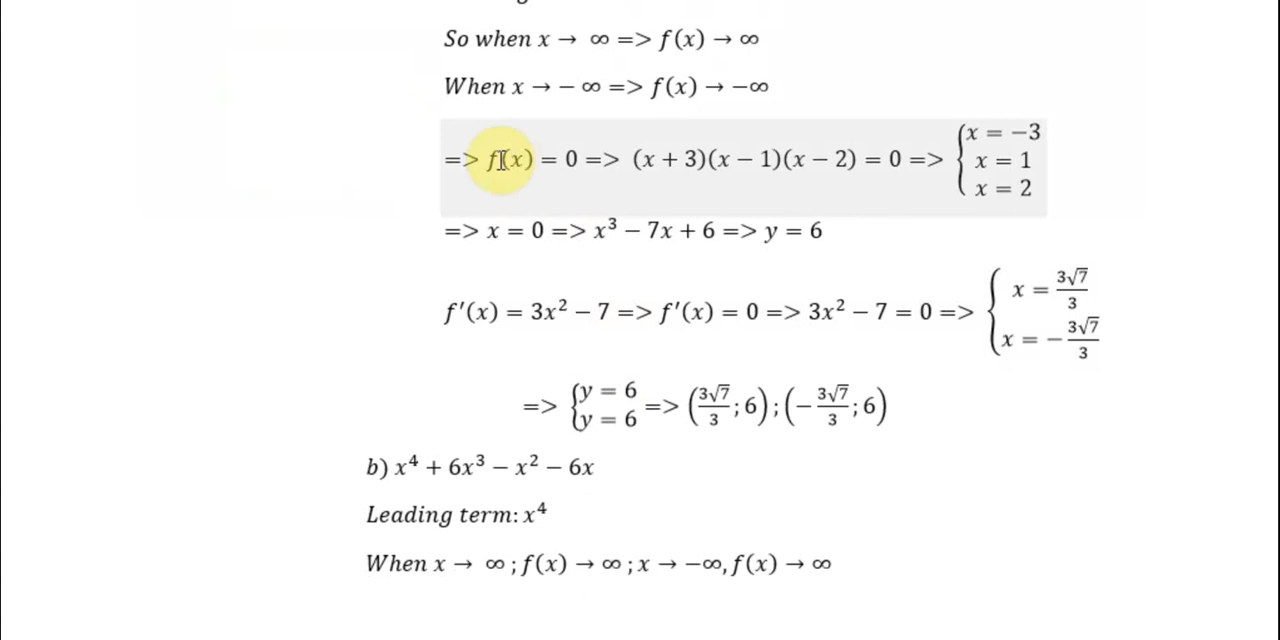 So when x → ∞ => f(x) → ∞
When x → − ∞ => f(x) → −∞
=> f(x) = 0 => (x + 3)(x − 1)(x − 2) = 0 => { x = −3
x = 1
x = 2
=> x = 0 => x³ − 7x + 6 => y = 6
f′(x) = 3x² − 7 => f′(x) = 0 => 3x² − 7 = 0 => { x = 3√7/3
x = − 3√7/3
=> { y = 6
y = 6 => (3√7/3 ; 6) ; (− 3√7/3 ; 6)
b) x⁴ + 6x³ − x² − 6x
Leading term: x⁴
When x → ∞ ; f(x) → ∞ ; x → −∞, f(x) → ∞